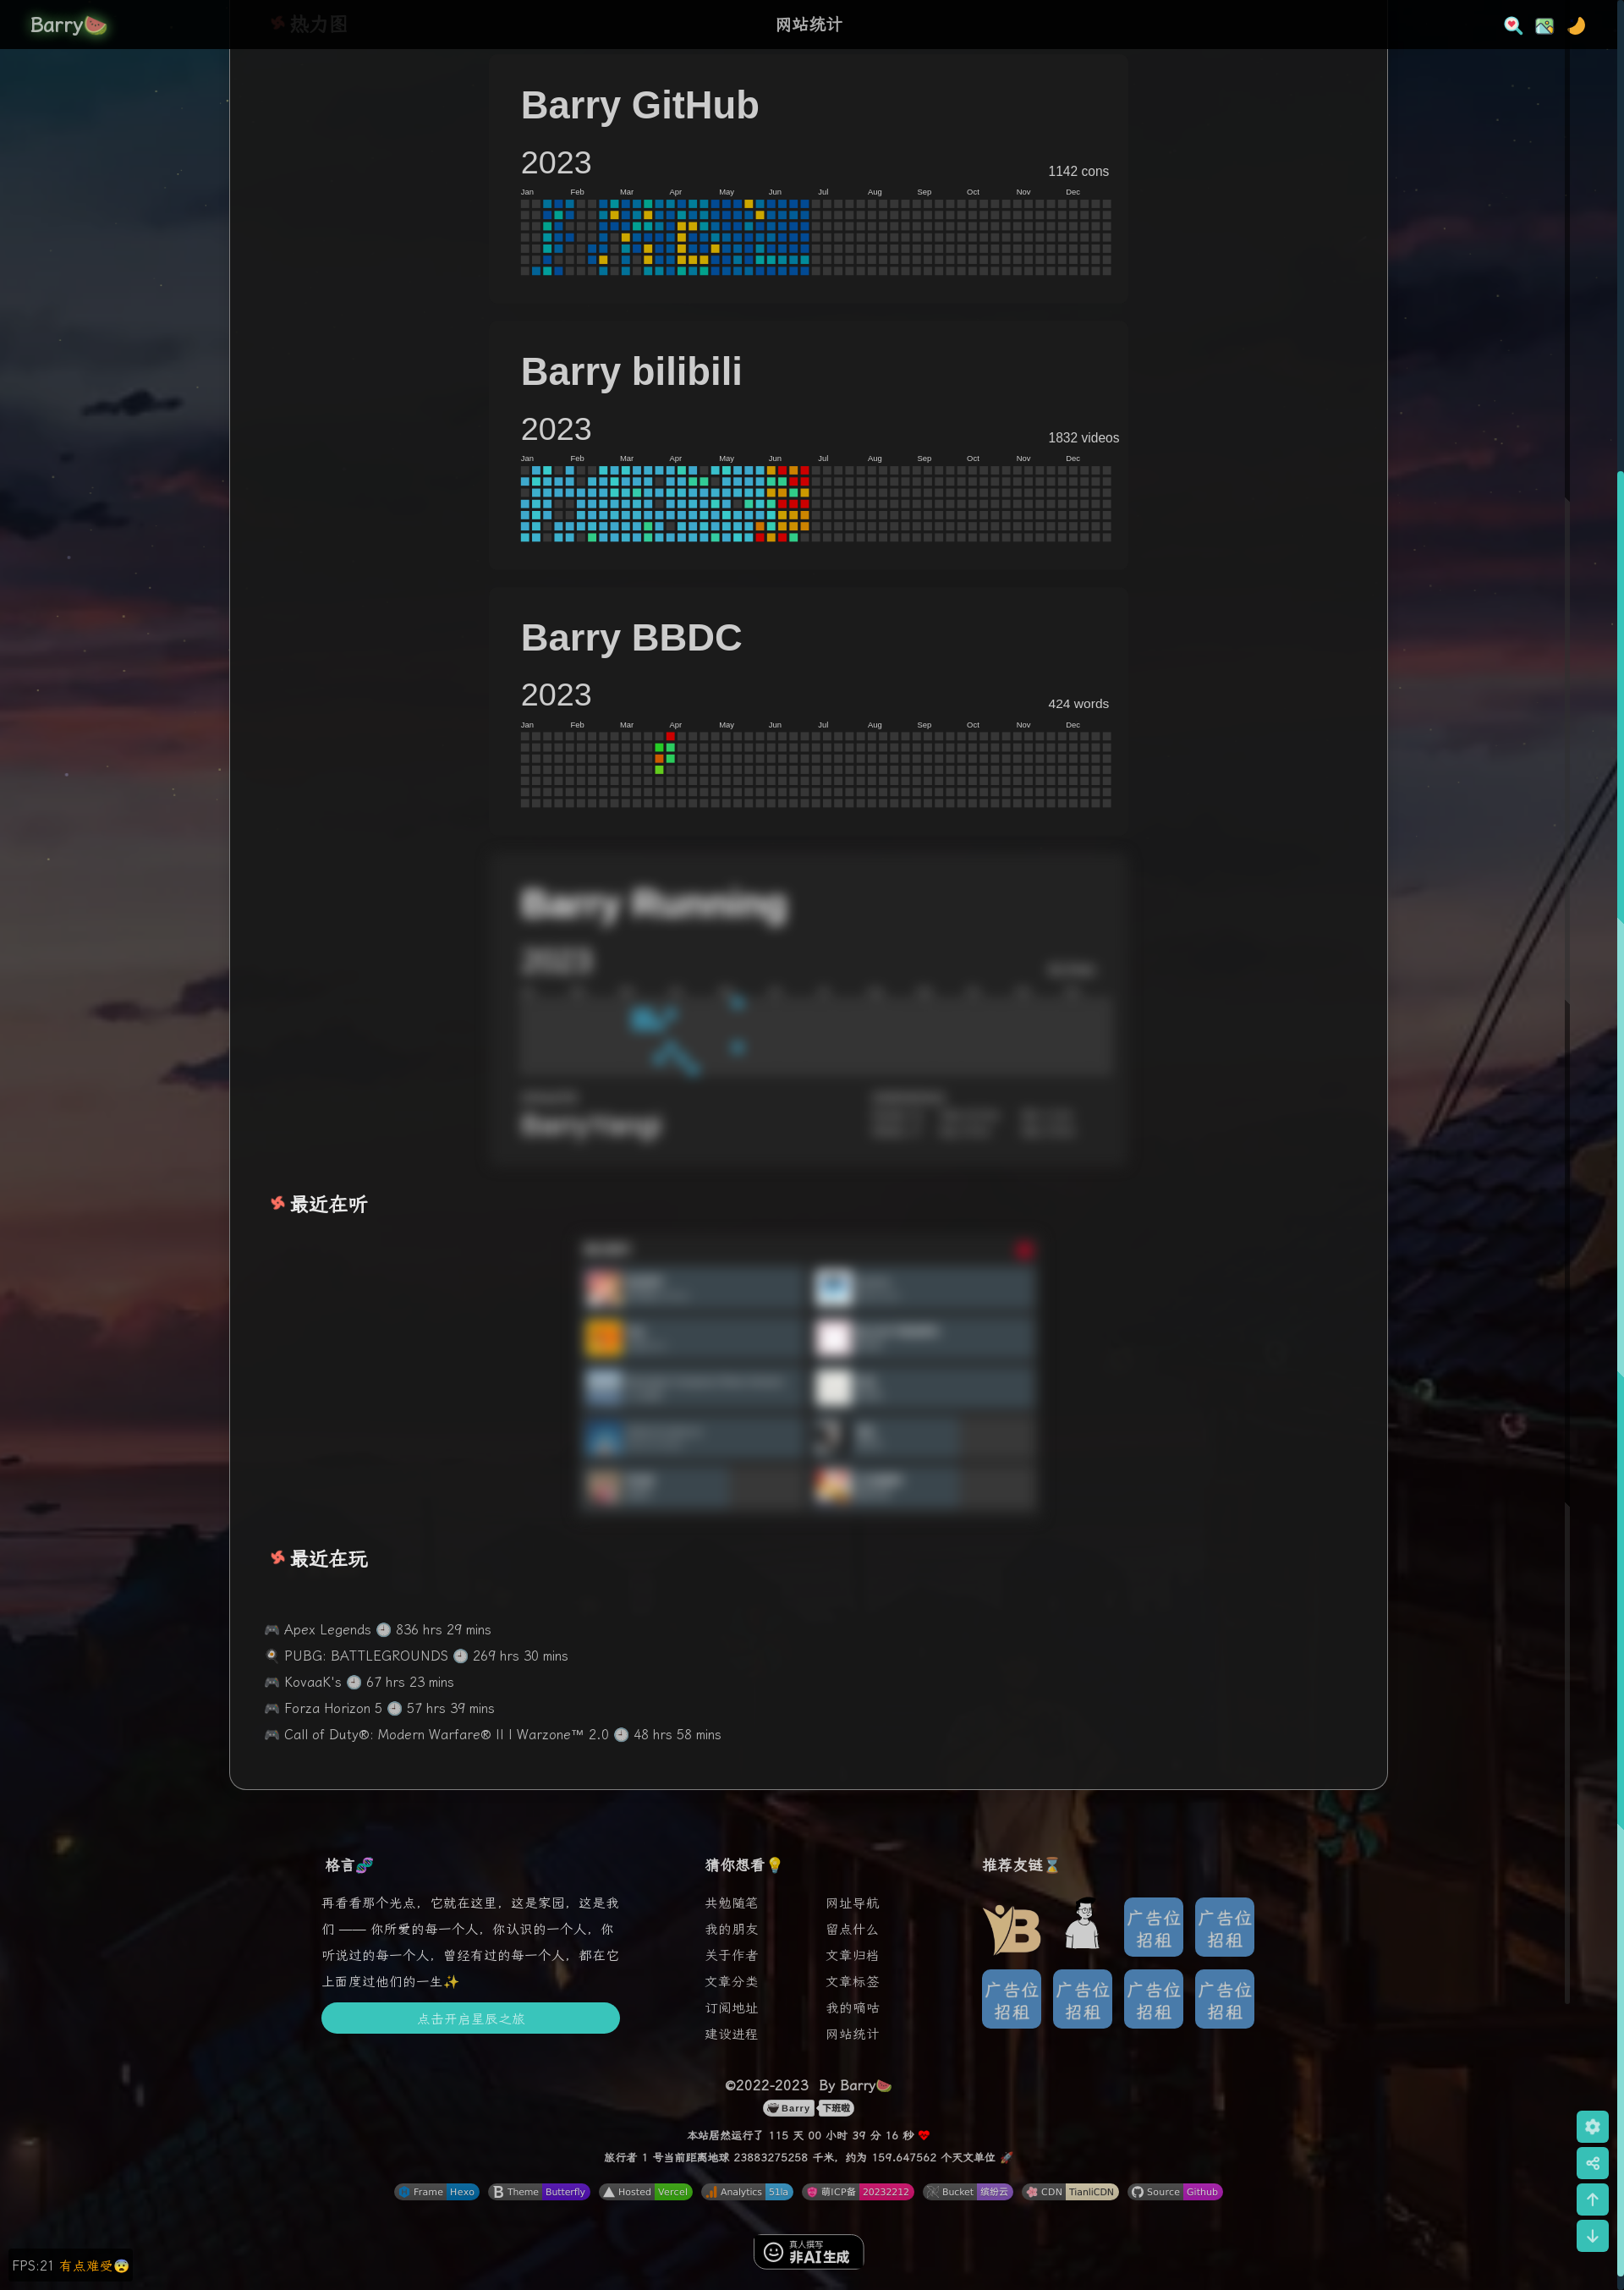 Barry🍉
热力图
网站统计
Barry GitHub
2023
1142 cons
Jan Feb Mar Apr May Jun Jul Aug Sep Oct Nov Dec
Barry bilibili
2023
1832 videos
Jan Feb Mar Apr May Jun Jul Aug Sep Oct Nov Dec
Barry BBDC
2023
424 words
Jan Feb Mar Apr May Jun Jul Aug Sep Oct Nov Dec
Barry Running
2023
最近在听
最近在玩
🎮 Apex Legends 🕘 836 hrs 29 mins
🍳 PUBG: BATTLEGROUNDS 🕘 269 hrs 30 mins
🎮 KovaaK's 🕘 67 hrs 23 mins
🎮 Forza Horizon 5 🕘 57 hrs 39 mins
🎮 Call of Duty®: Modern Warfare® II | Warzone™ 2.0 🕘 48 hrs 58 mins
格言🧬
再看看那个光点，它就在这里，这是家园，这是我
们 —— 你所爱的每一个人，你认识的一个人，你
听说过的每一个人，曾经有过的每一个人，都在它
上面度过他们的一生✨
点击开启星辰之旅
猜你想看💡
共勉随笔 网址导航
我的朋友 留点什么
关于作者 文章归档
文章分类 文章标签
订阅地址 我的嘀咕
建设进程 网站统计
推荐友链⌛
B
广告位 广告位
招租 招租
广告位 广告位 广告位 广告位
招租 招租 招租 招租
©2022-2023 By Barry🍉
Barry 下班啦
本站居然运行了 115 天 00 小时 39 分 16 秒
旅行者 1 号当前距离地球 23883275258 千米，约为 159.647562 个天文单位 🚀
Frame Hexo Theme Butterfly Hosted Vercel Analytics 51la 萌ICP备 20232212 Bucket 缤纷云 CDN TianliCDN Source Github
真人撰写
非AI生成
FPS:21 有点难受😨